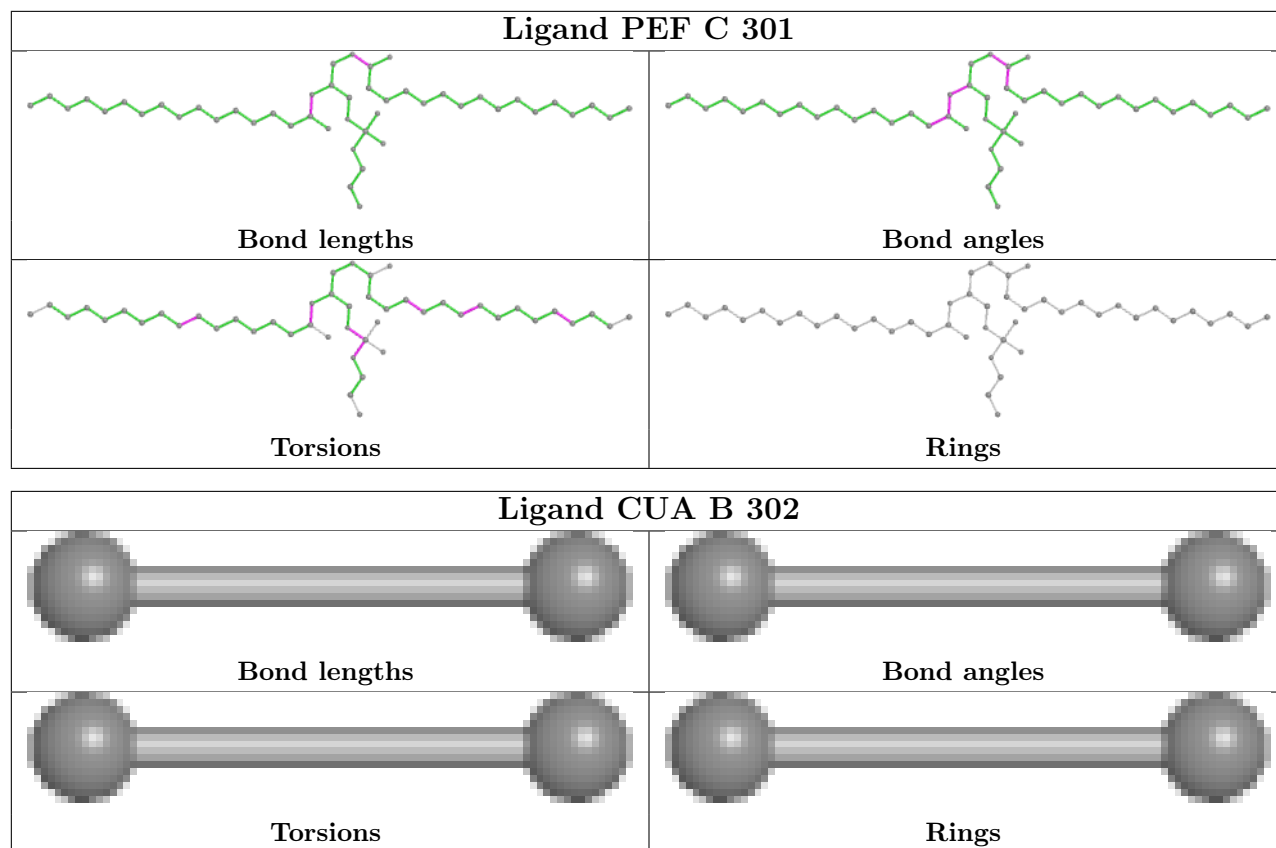 Ligand PEF C 301
Bond lengths
Bond angles
Torsions
Rings
Ligand CUA B 302
Bond lengths
Bond angles
Torsions
Rings